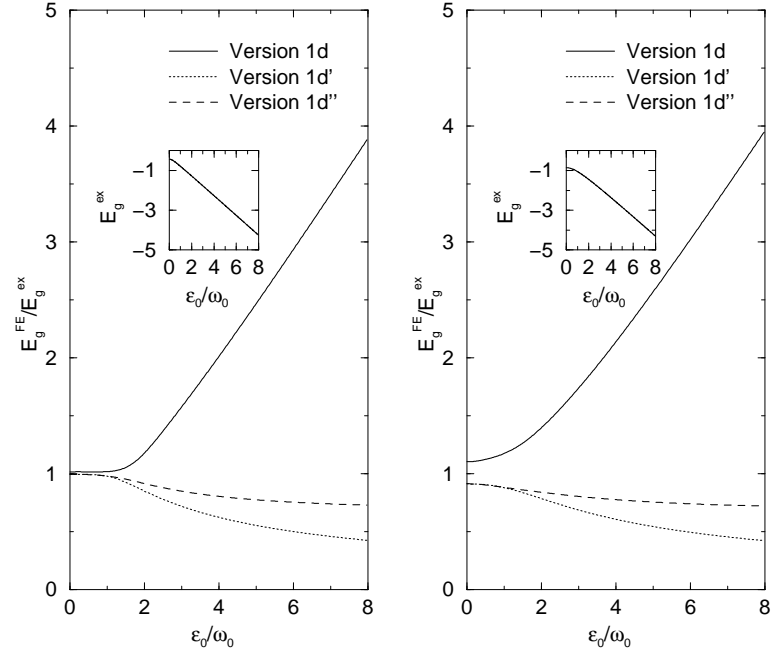 5
4
3
2
1
0
E_g^FE/E_g^ex
Version 1d
Version 1d'
Version 1d''
−1
−3
−5
E_g^ex
0 2 4 6 8
ε₀/ω₀
0 2 4 6 8
ε₀/ω₀
5
4
3
2
1
0
E_g^FE/E_g^ex
Version 1d
Version 1d'
Version 1d''
−1
−3
−5
E_g^ex
0 2 4 6 8
ε₀/ω₀
0 2 4 6 8
ε₀/ω₀